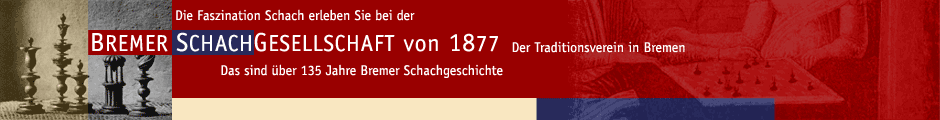 Die Faszination Schach erleben Sie bei der
BREMER SCHACHGESELLSCHAFT von 1877 Der Traditionsverein in Bremen
Das sind über 135 Jahre Bremer Schachgeschichte